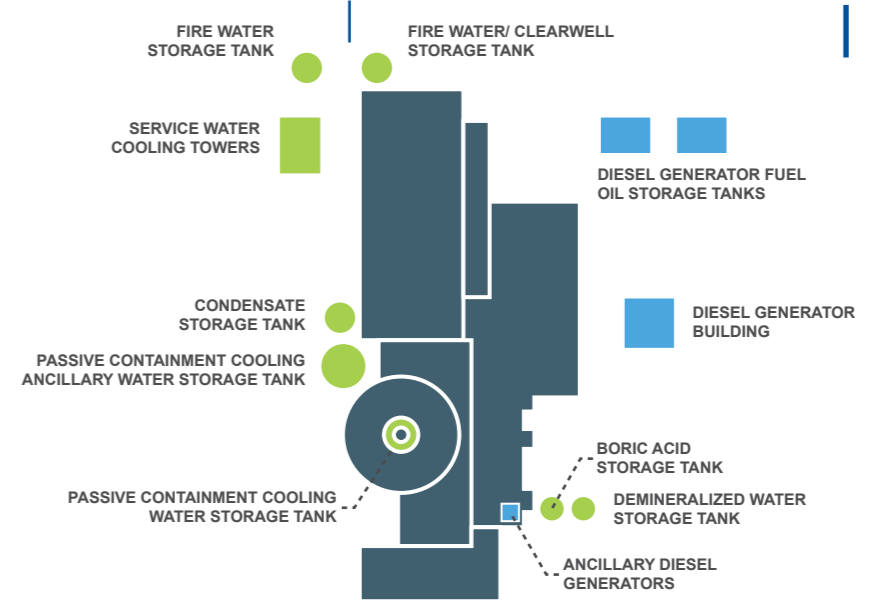 FIRE WATER
STORAGE TANK
FIRE WATER/ CLEARWELL
STORAGE TANK
SERVICE WATER
COOLING TOWERS
DIESEL GENERATOR FUEL
OIL STORAGE TANKS
CONDENSATE
STORAGE TANK
DIESEL GENERATOR
BUILDING
PASSIVE CONTAINMENT COOLING
ANCILLARY WATER STORAGE TANK
BORIC ACID
STORAGE TANK
PASSIVE CONTAINMENT COOLING
WATER STORAGE TANK
DEMINERALIZED WATER
STORAGE TANK
ANCILLARY DIESEL
GENERATORS